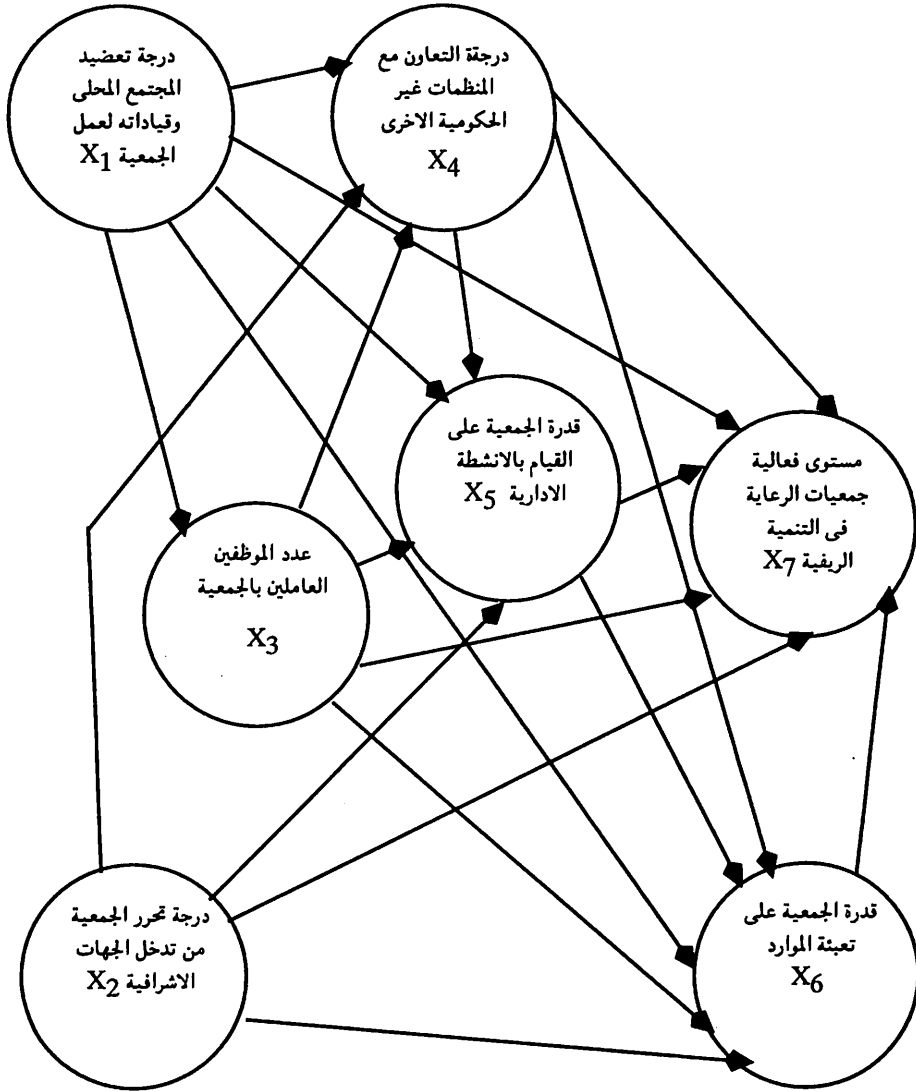 درجة تعضيد
المجتمع المحلى
وقياداته لعمل
الجمعية X1
درجةة التعاون مع
المنظمات غير
الحكومية الاخرى
X4
قدرة الجمعية على
القيام بالانشطة
الادارية X5
مستوى فعالية
جمعيات الرعاية
فى التنمية
الريفية X7
عدد الموظفين
العاملين بالجمعية
X3
درجة تحرر الجمعية
من تدخل الجهات
الاشرافية X2
قدرة الجمعية على
تعبئة الموارد
X6